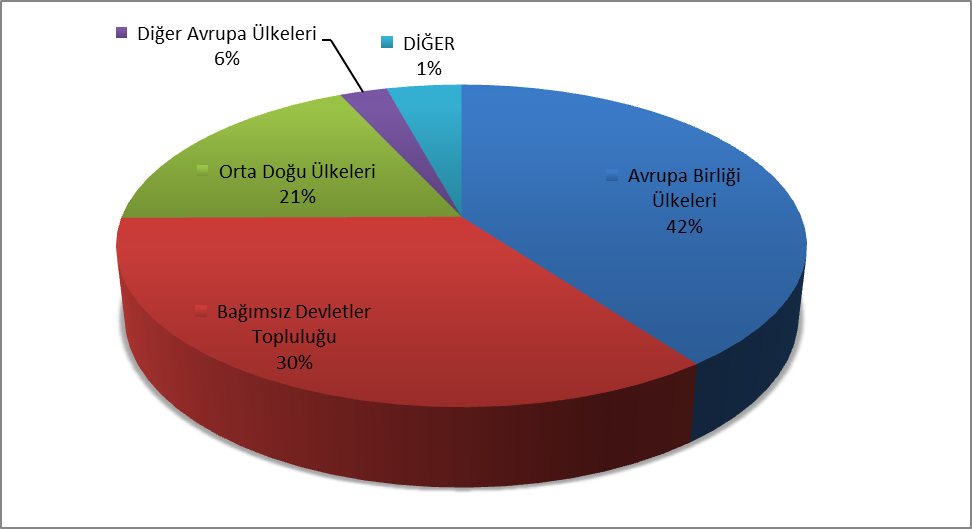 Diğer Avrupa Ülkeleri
6%
DİĞER
1%
Orta Doğu Ülkeleri
21%
Avrupa Birliği
Ülkeleri
42%
Bağımsız Devletler
Topluluğu
30%